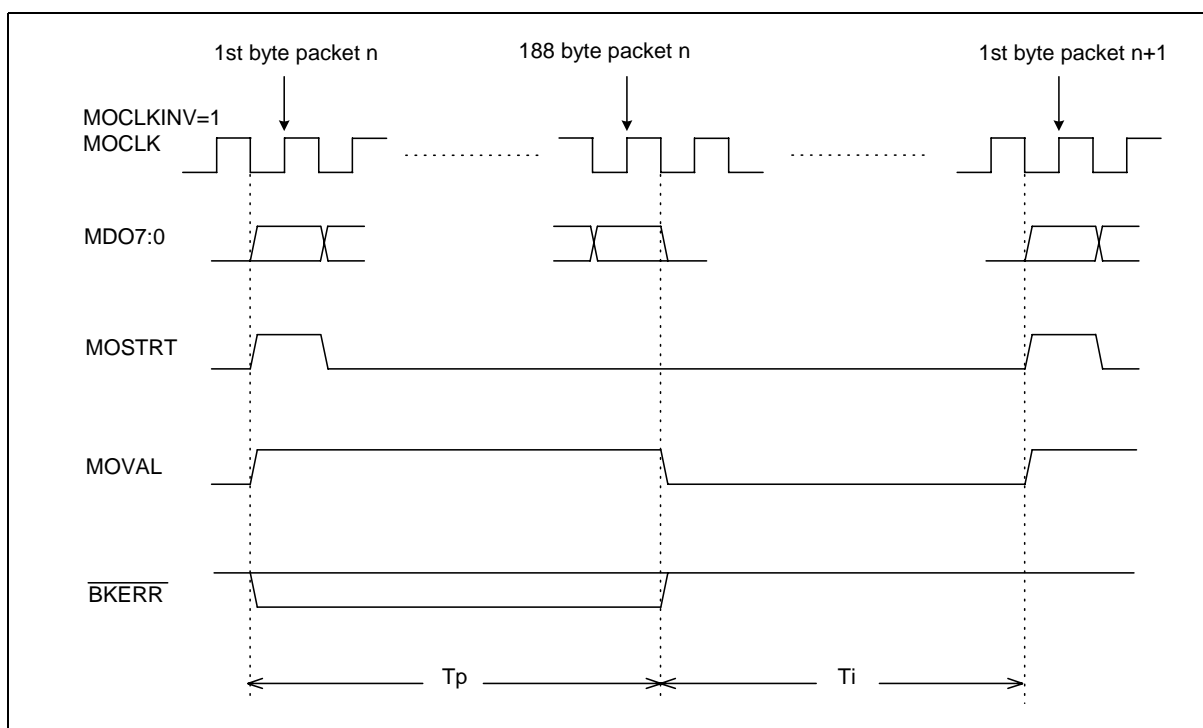 1st byte packet n
188 byte packet n
1st byte packet n+1
MOCLKINV=1
MOCLK
MDO7:0
MOSTRT
MOVAL
BKERR
Tp
Ti